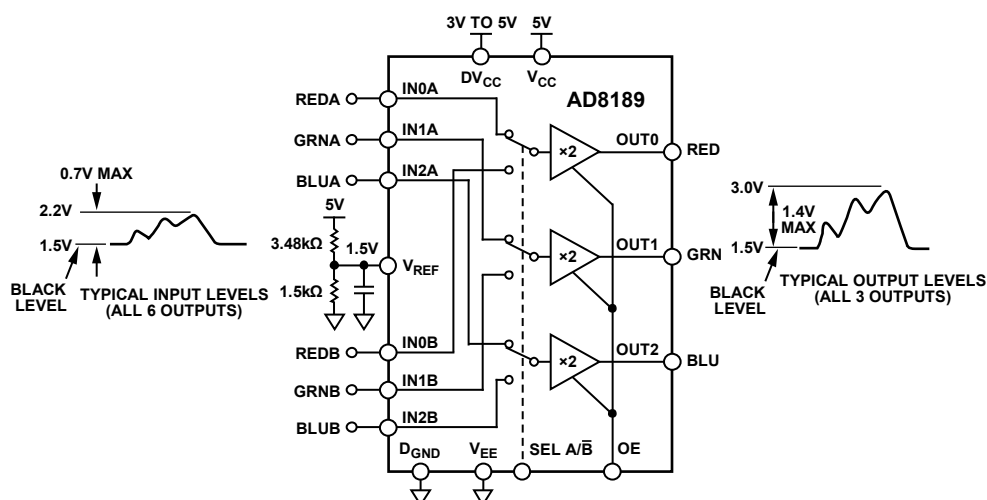 3V TO 5V
5V
DVCC
VCC
AD8189
REDA
IN0A
GRNA
IN1A
BLUA
IN2A
×2
OUT0
RED
0.7V MAX
2.2V
1.5V
BLACK
LEVEL
TYPICAL INPUT LEVELS
(ALL 6 OUTPUTS)
5V
3.48kΩ
1.5V
VREF
1.5kΩ
×2
OUT1
GRN
3.0V
1.4V
MAX
1.5V
BLACK
LEVEL
TYPICAL OUTPUT LEVELS
(ALL 3 OUTPUTS)
REDB
IN0B
GRNB
IN1B
BLUB
IN2B
×2
OUT2
BLU
DGND
VEE
SEL A/B̅
OE